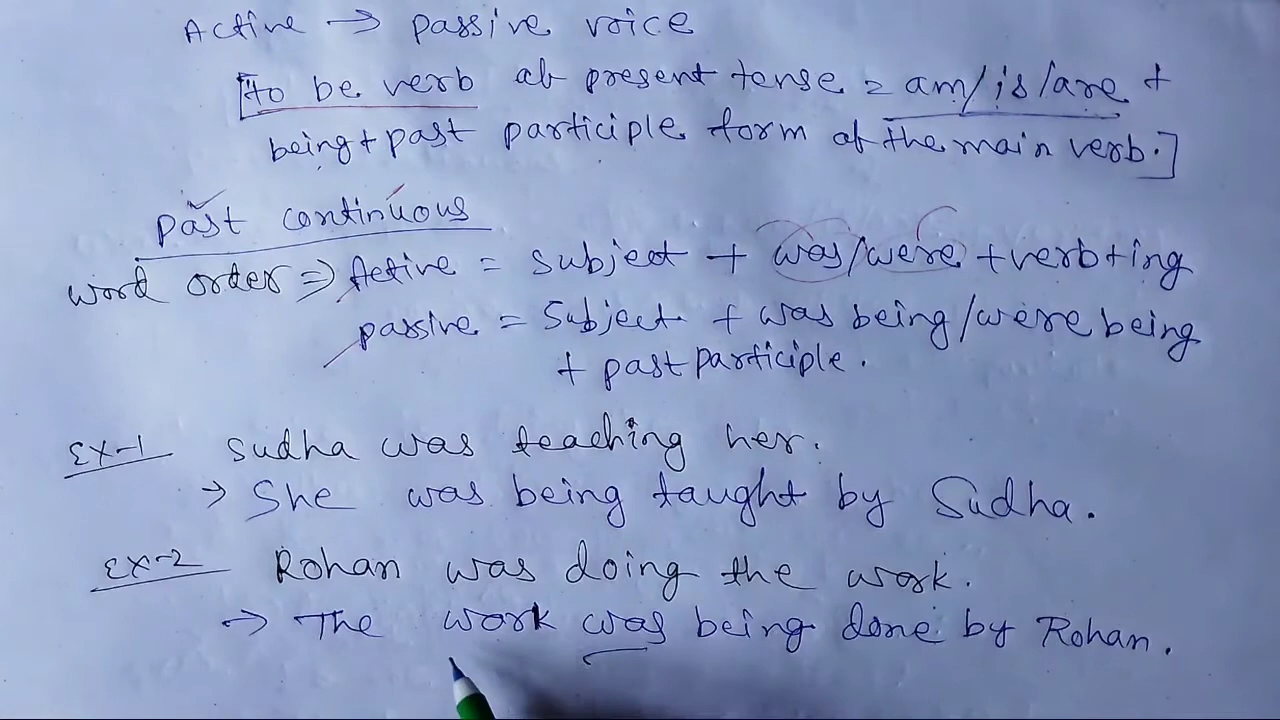 Active → passive voice
[To be verb of present tense = am/is/are +
being + past participle form of the main verb.]
Past continuous
word order ⇒ Active = Subject + was/were + verb + ing
passive = Subject + was being/were being
+ past participle.
Ex-1 Sudha was teaching her.
→ She was being taught by Sudha.
Ex-2 Rohan was doing the work.
→ The work was being done by Rohan.